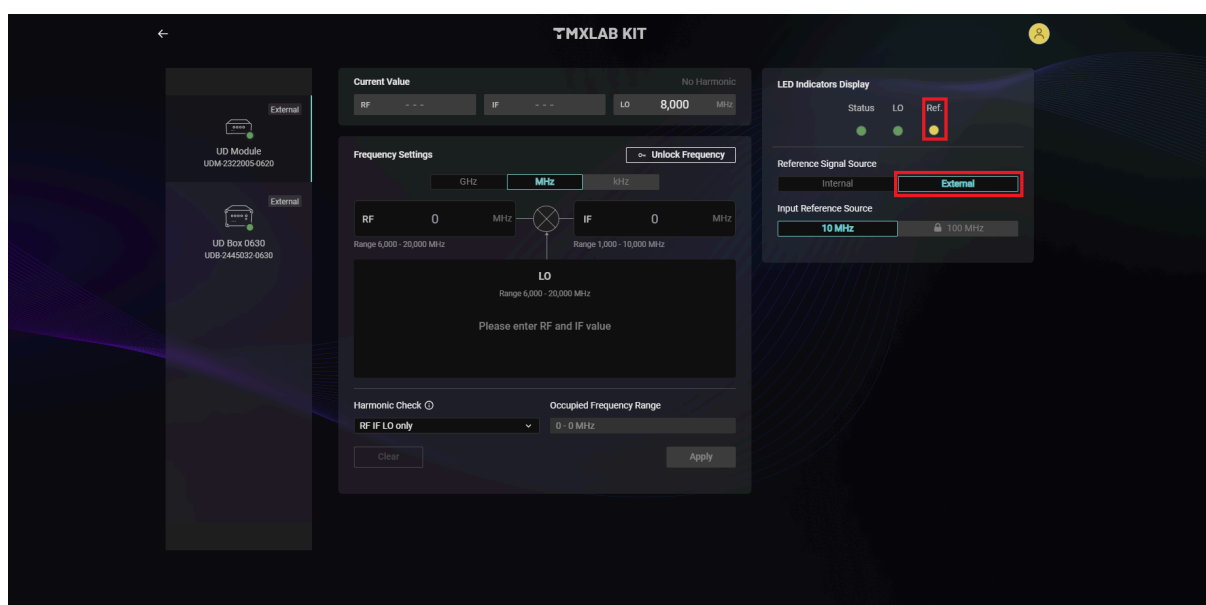 TMXLAB KIT
External
UD Module
UDM-2322005-0620
External
UD Box 0630
UDB-2445032-0630
Current Value
No Harmonic
RF - - - IF - - - LO 8,000 MHz
Frequency Settings
Unlock Frequency
GHz MHz kHz
RF 0 MHz IF 0 MHz
Range 6,000 - 20,000 MHz Range 1,000 - 10,000 MHz
LO
Range 6,000 - 20,000 MHz
Please enter RF and IF value
Harmonic Check Occupied Frequency Range
RF IF LO only 0 - 0 MHz
Clear Apply
LED Indicators Display
Status LO Ref.
Reference Signal Source
Internal External
Input Reference Source
10 MHz 100 MHz